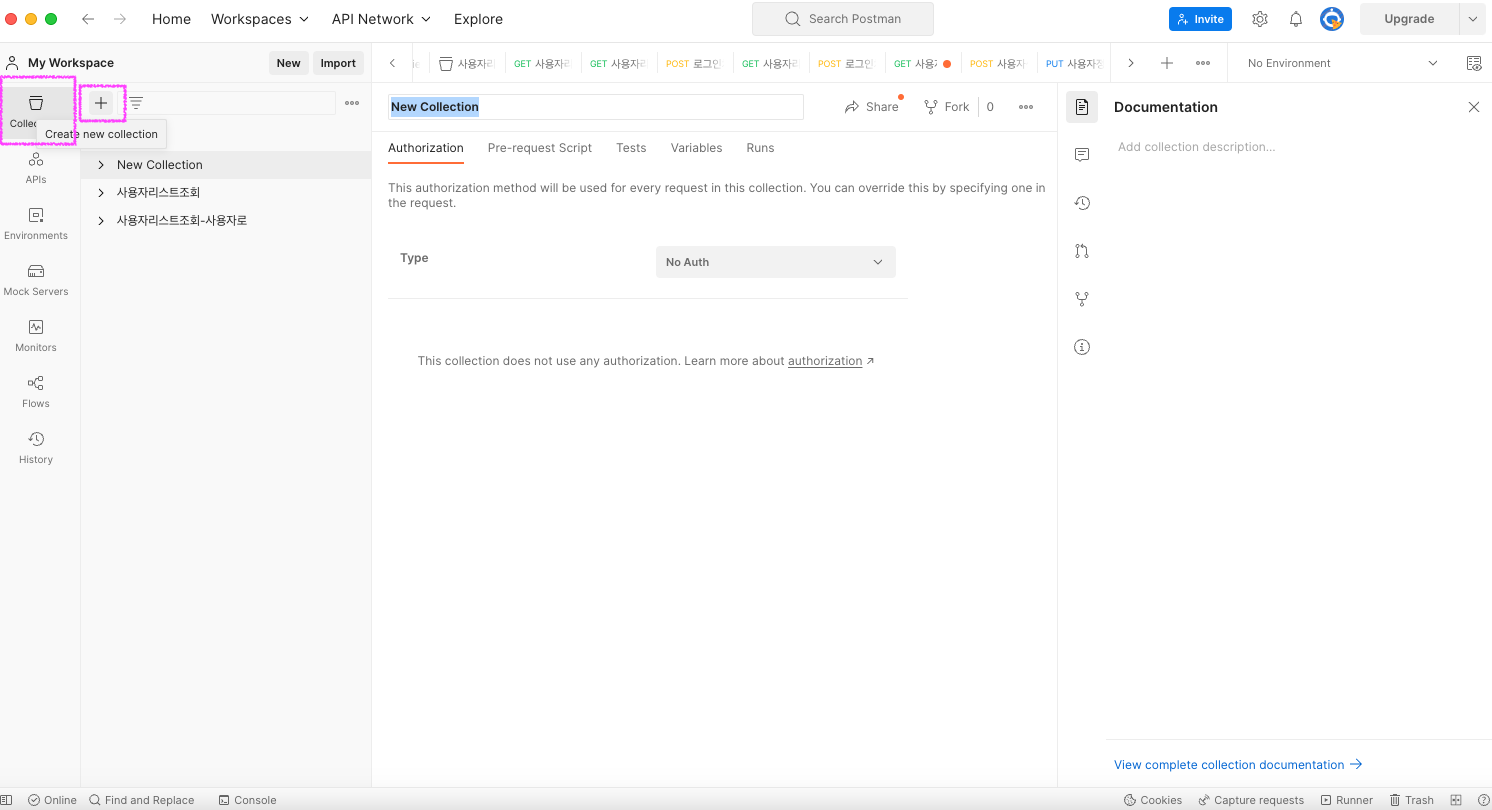 Home Workspaces API Network Explore Search Postman Invite Upgrade
My Workspace New Import
사용자리 GET 사용자리 GET 사용자리 POST 로그인 GET 사용자리 POST 로그인 GET 사용자 POST 사용자 PUT 사용자정 No Environment
Create new collection
New Collection
사용자리스트조회
사용자리스트조회-사용자로
APIs
Environments
Mock Servers
Monitors
Flows
History
New Collection Share Fork 0
Authorization Pre-request Script Tests Variables Runs
This authorization method will be used for every request in this collection. You can override this by specifying one in
the request.
Type No Auth
This collection does not use any authorization. Learn more about authorization
Documentation
Add collection description...
View complete collection documentation
Online Find and Replace Console Cookies Capture requests Runner Trash